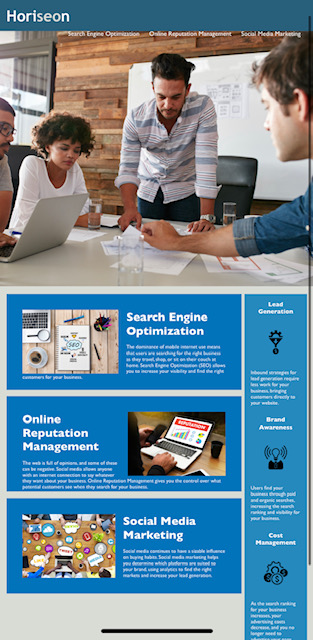 Horiseon
Search Engine Optimization Online Reputation Management Social Media Marketing
Search Engine
Optimization
The dominance of mobile internet use means
that users are searching for the right business
as they travel, shop, or sit on their couch at
home. Search Engine Optimization (SEO) allows
you to increase your visibility and find the right
customers for your business.
SEO
Online
Reputation
Management
The web is full of opinions, and some of these
can be negative. Social media allows anyone
with an internet connection to say whatever
they want about your business. Online Reputation Management gives you the control over what
potential customers see when they search for your business.
REPUTATION
Social Media
Marketing
Social media continues to have a sizable influence
on buying habits. Social media marketing helps
you determine which platforms are suited to
your brand, using analytics to find the right
markets and increase your lead generation.
Lead
Generation
Inbound strategies for
lead generation require
less work for your
business, bringing
customers directly to
your website.
Brand
Awareness
Users find your
business through paid
and organic searches,
increasing the search
ranking and visibility for
your business.
Cost
Management
As the search ranking
for your business
increases, your
advertising costs
decrease, and you no
longer need to